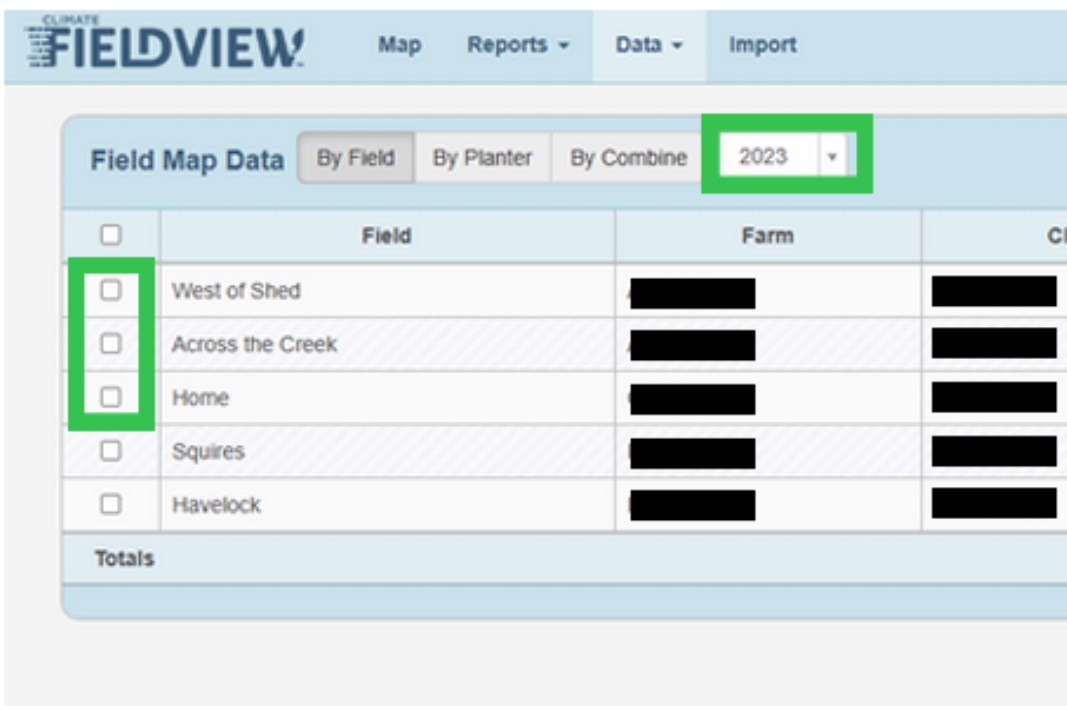 CLIMATE
FIELDVIEW
Map Reports Data Import
Field Map Data By Field By Planter By Combine 2023
Field Farm
West of Shed
Across the Creek
Home
Squires
Havelock
Totals